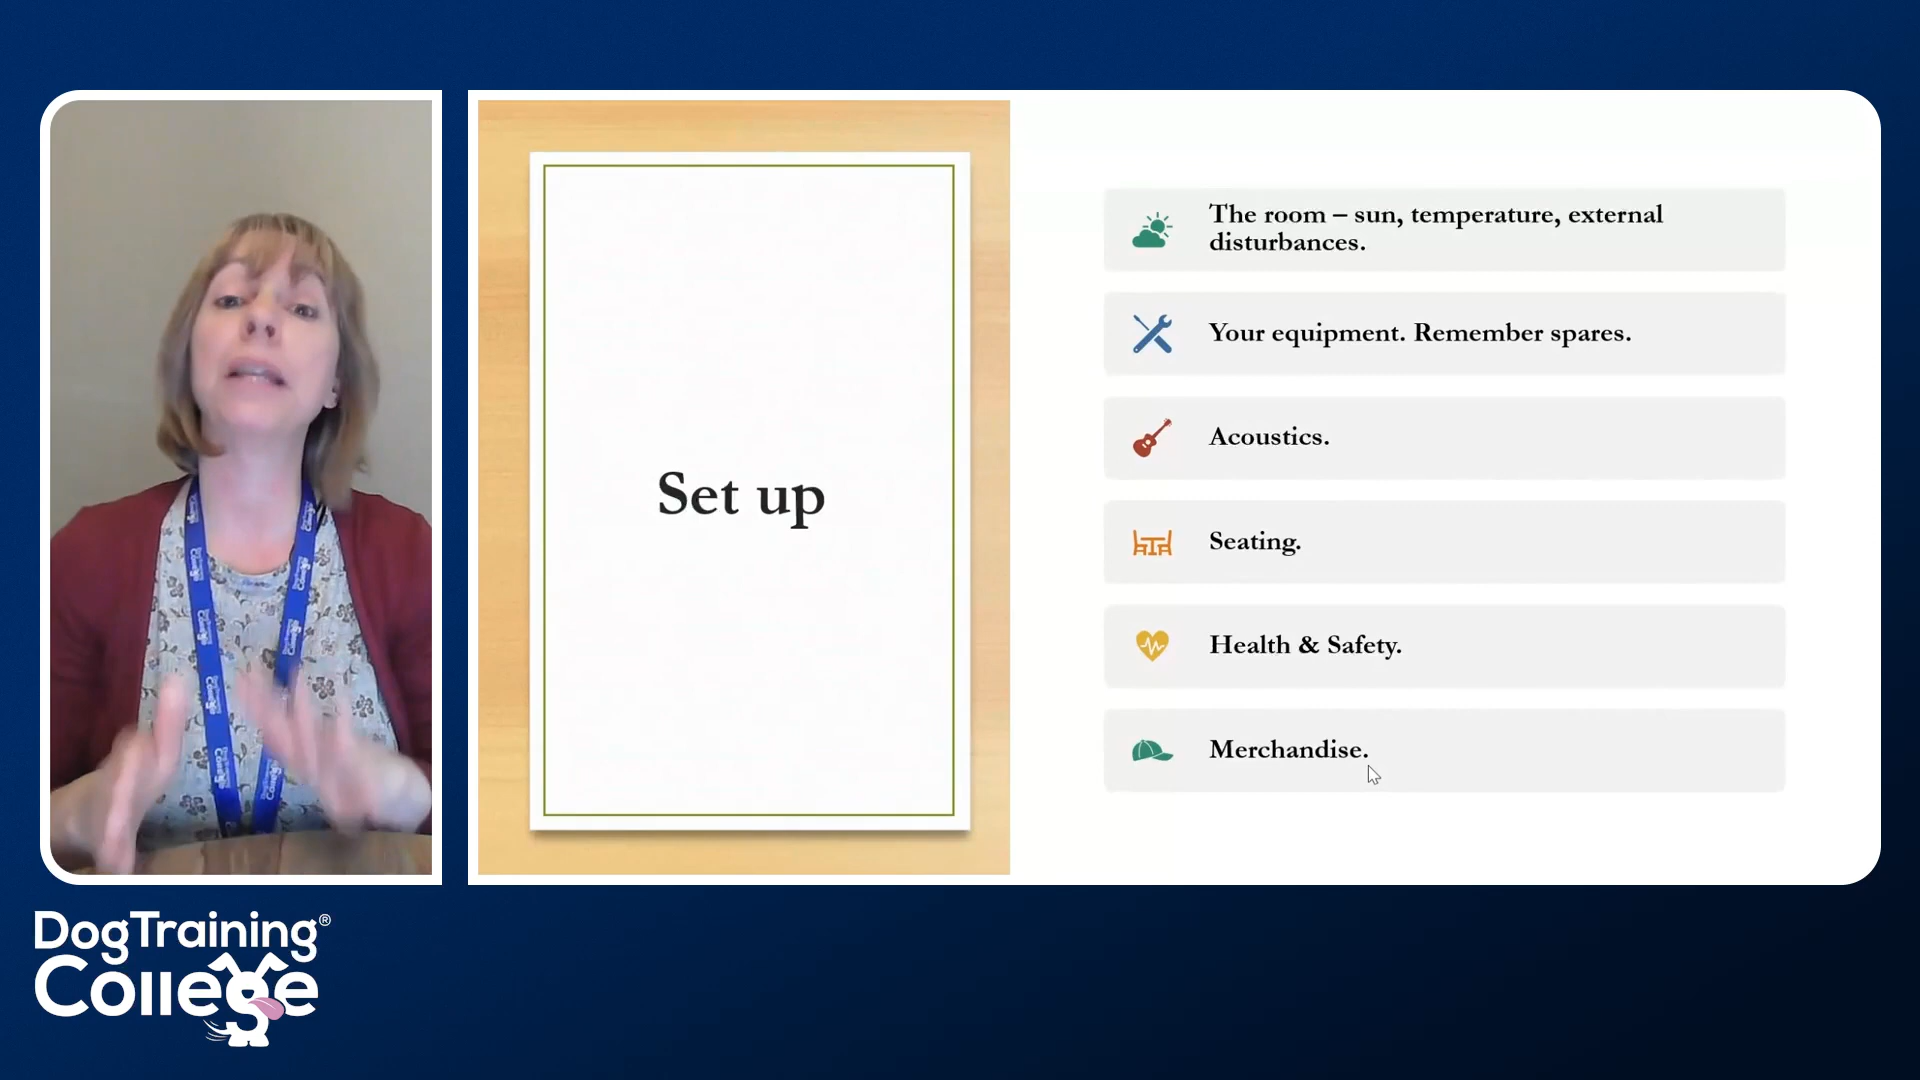 Set up
The room – sun, temperature, external
disturbances.
Your equipment. Remember spares.
Acoustics.
Seating.
Health & Safety.
Merchandise.
DogTraining®
College